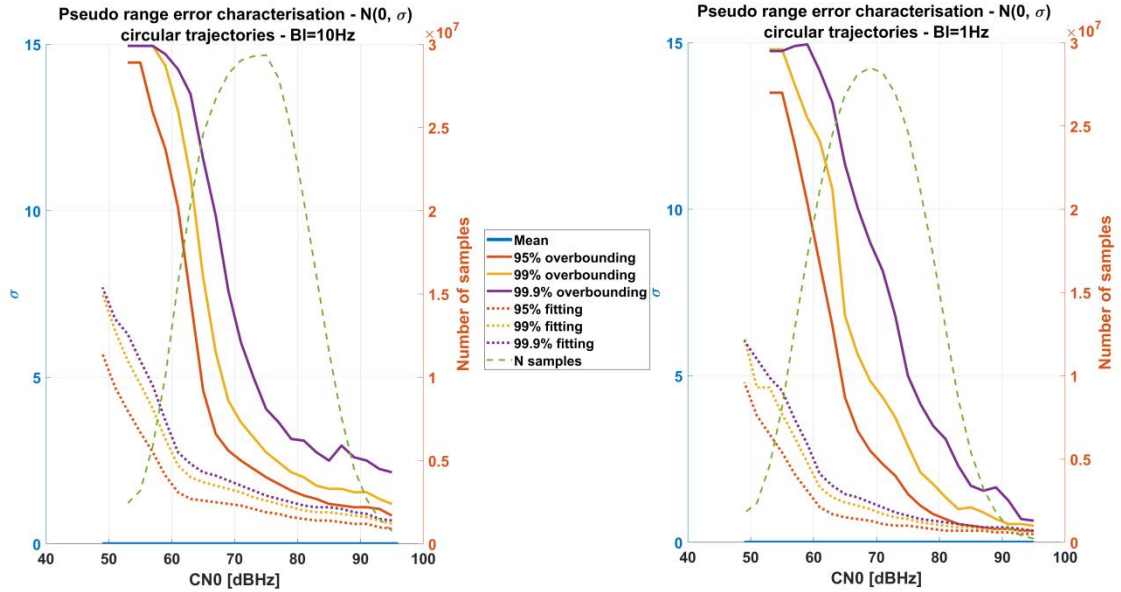 Pseudo range error characterisation - N(0, σ)
circular trajectories - Bl=10Hz
×10⁷
15
10
5
0
σ
3
2.5
2
1.5
1
0.5
0
Number of samples
40 50 60 70 80 90 100
CN0 [dBHz]
Mean
95% overbounding
99% overbounding
99.9% overbounding
95% fitting
99% fitting
99.9% fitting
N samples
Pseudo range error characterisation - N(0, σ)
circular trajectories - Bl=1Hz
×10⁷
15
10
5
0
σ
3
2.5
2
1.5
1
0.5
0
Number of samples
40 50 60 70 80 90 100
CN0 [dBHz]